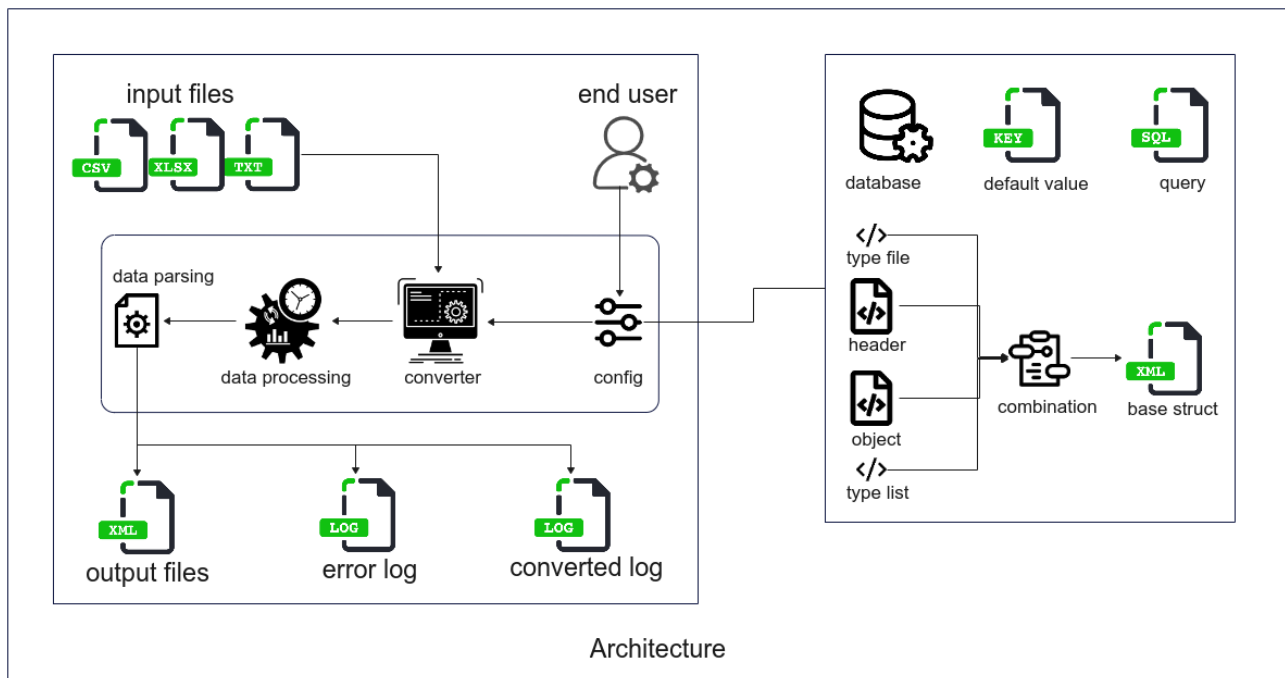 input files
end user
CSV
XLSX
TXT
data parsing
data processing
converter
config
XML
LOG
LOG
output files
error log
converted log
KEY
SQL
database
default value
query
type file
header
object
type list
combination
XML
base struct
Architecture